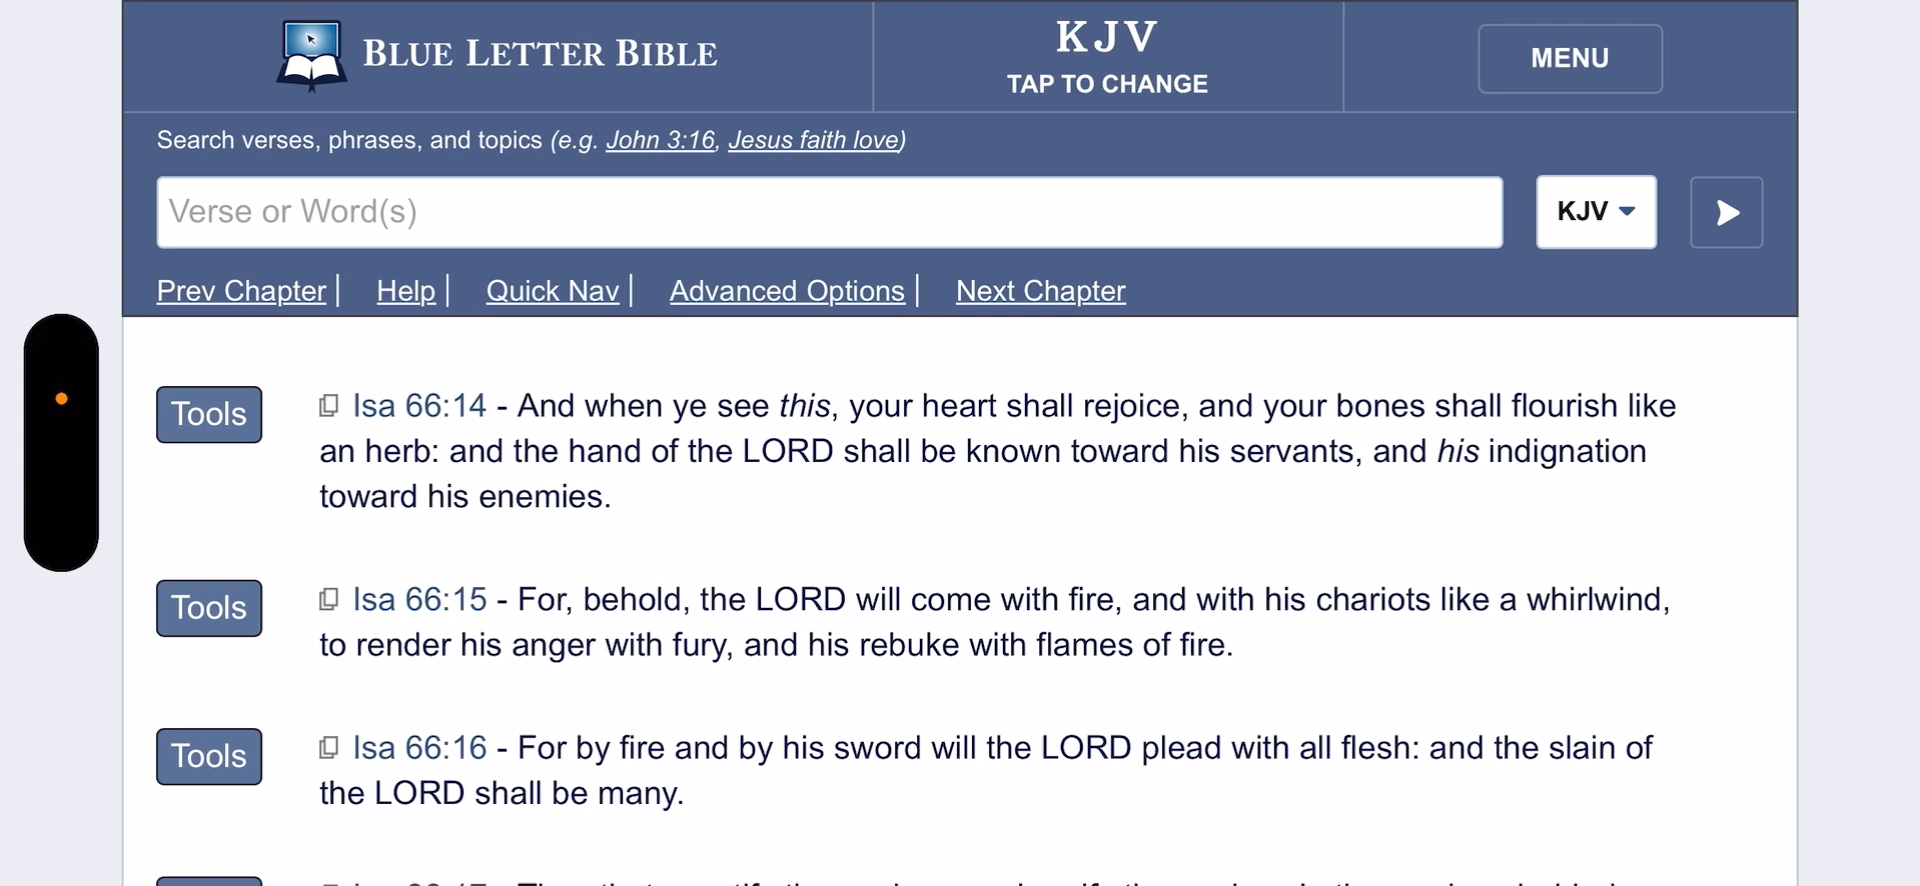 BLUE LETTER BIBLE
KJV
TAP TO CHANGE
MENU
Search verses, phrases, and topics (e.g. John 3:16, Jesus faith love)
Verse or Word(s)
KJV
Prev Chapter | Help | Quick Nav | Advanced Options | Next Chapter
Tools
Isa 66:14 - And when ye see this, your heart shall rejoice, and your bones shall flourish like
an herb: and the hand of the LORD shall be known toward his servants, and his indignation
toward his enemies.
Tools
Isa 66:15 - For, behold, the LORD will come with fire, and with his chariots like a whirlwind,
to render his anger with fury, and his rebuke with flames of fire.
Tools
Isa 66:16 - For by fire and by his sword will the LORD plead with all flesh: and the slain of
the LORD shall be many.